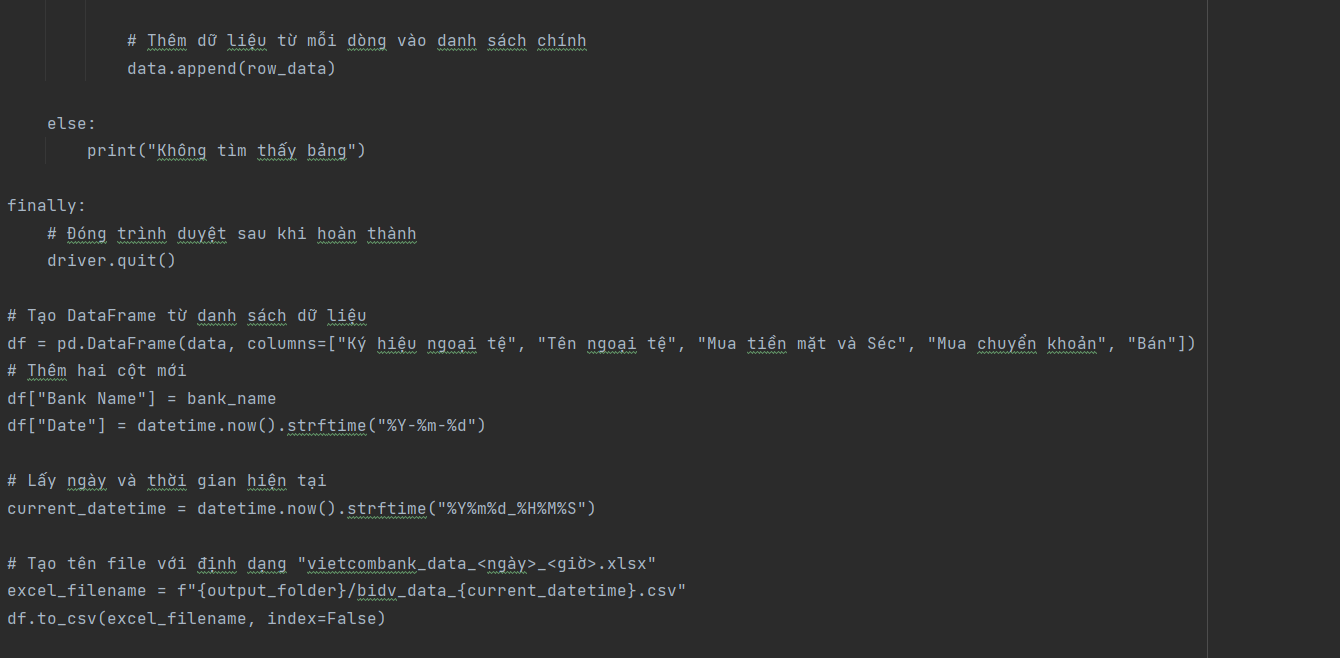 # Thêm dữ liệu từ mỗi dòng vào danh sách chính
data.append(row_data)
else:
print("Không tìm thấy bảng")
finally:
# Đóng trình duyệt sau khi hoàn thành
driver.quit()
# Tạo DataFrame từ danh sách dữ liệu
df = pd.DataFrame(data, columns=["Ký hiệu ngoại tệ", "Tên ngoại tệ", "Mua tiền mặt và Séc", "Mua chuyển khoản", "Bán"])
# Thêm hai cột mới
df["Bank Name"] = bank_name
df["Date"] = datetime.now().strftime("%Y-%m-%d")
# Lấy ngày và thời gian hiện tại
current_datetime = datetime.now().strftime("%Y%m%d_%H%M%S")
# Tạo tên file với định dạng "vietcombank_data_<ngày>_<giờ>.xlsx"
excel_filename = f"{output_folder}/bidv_data_{current_datetime}.csv"
df.to_csv(excel_filename, index=False)